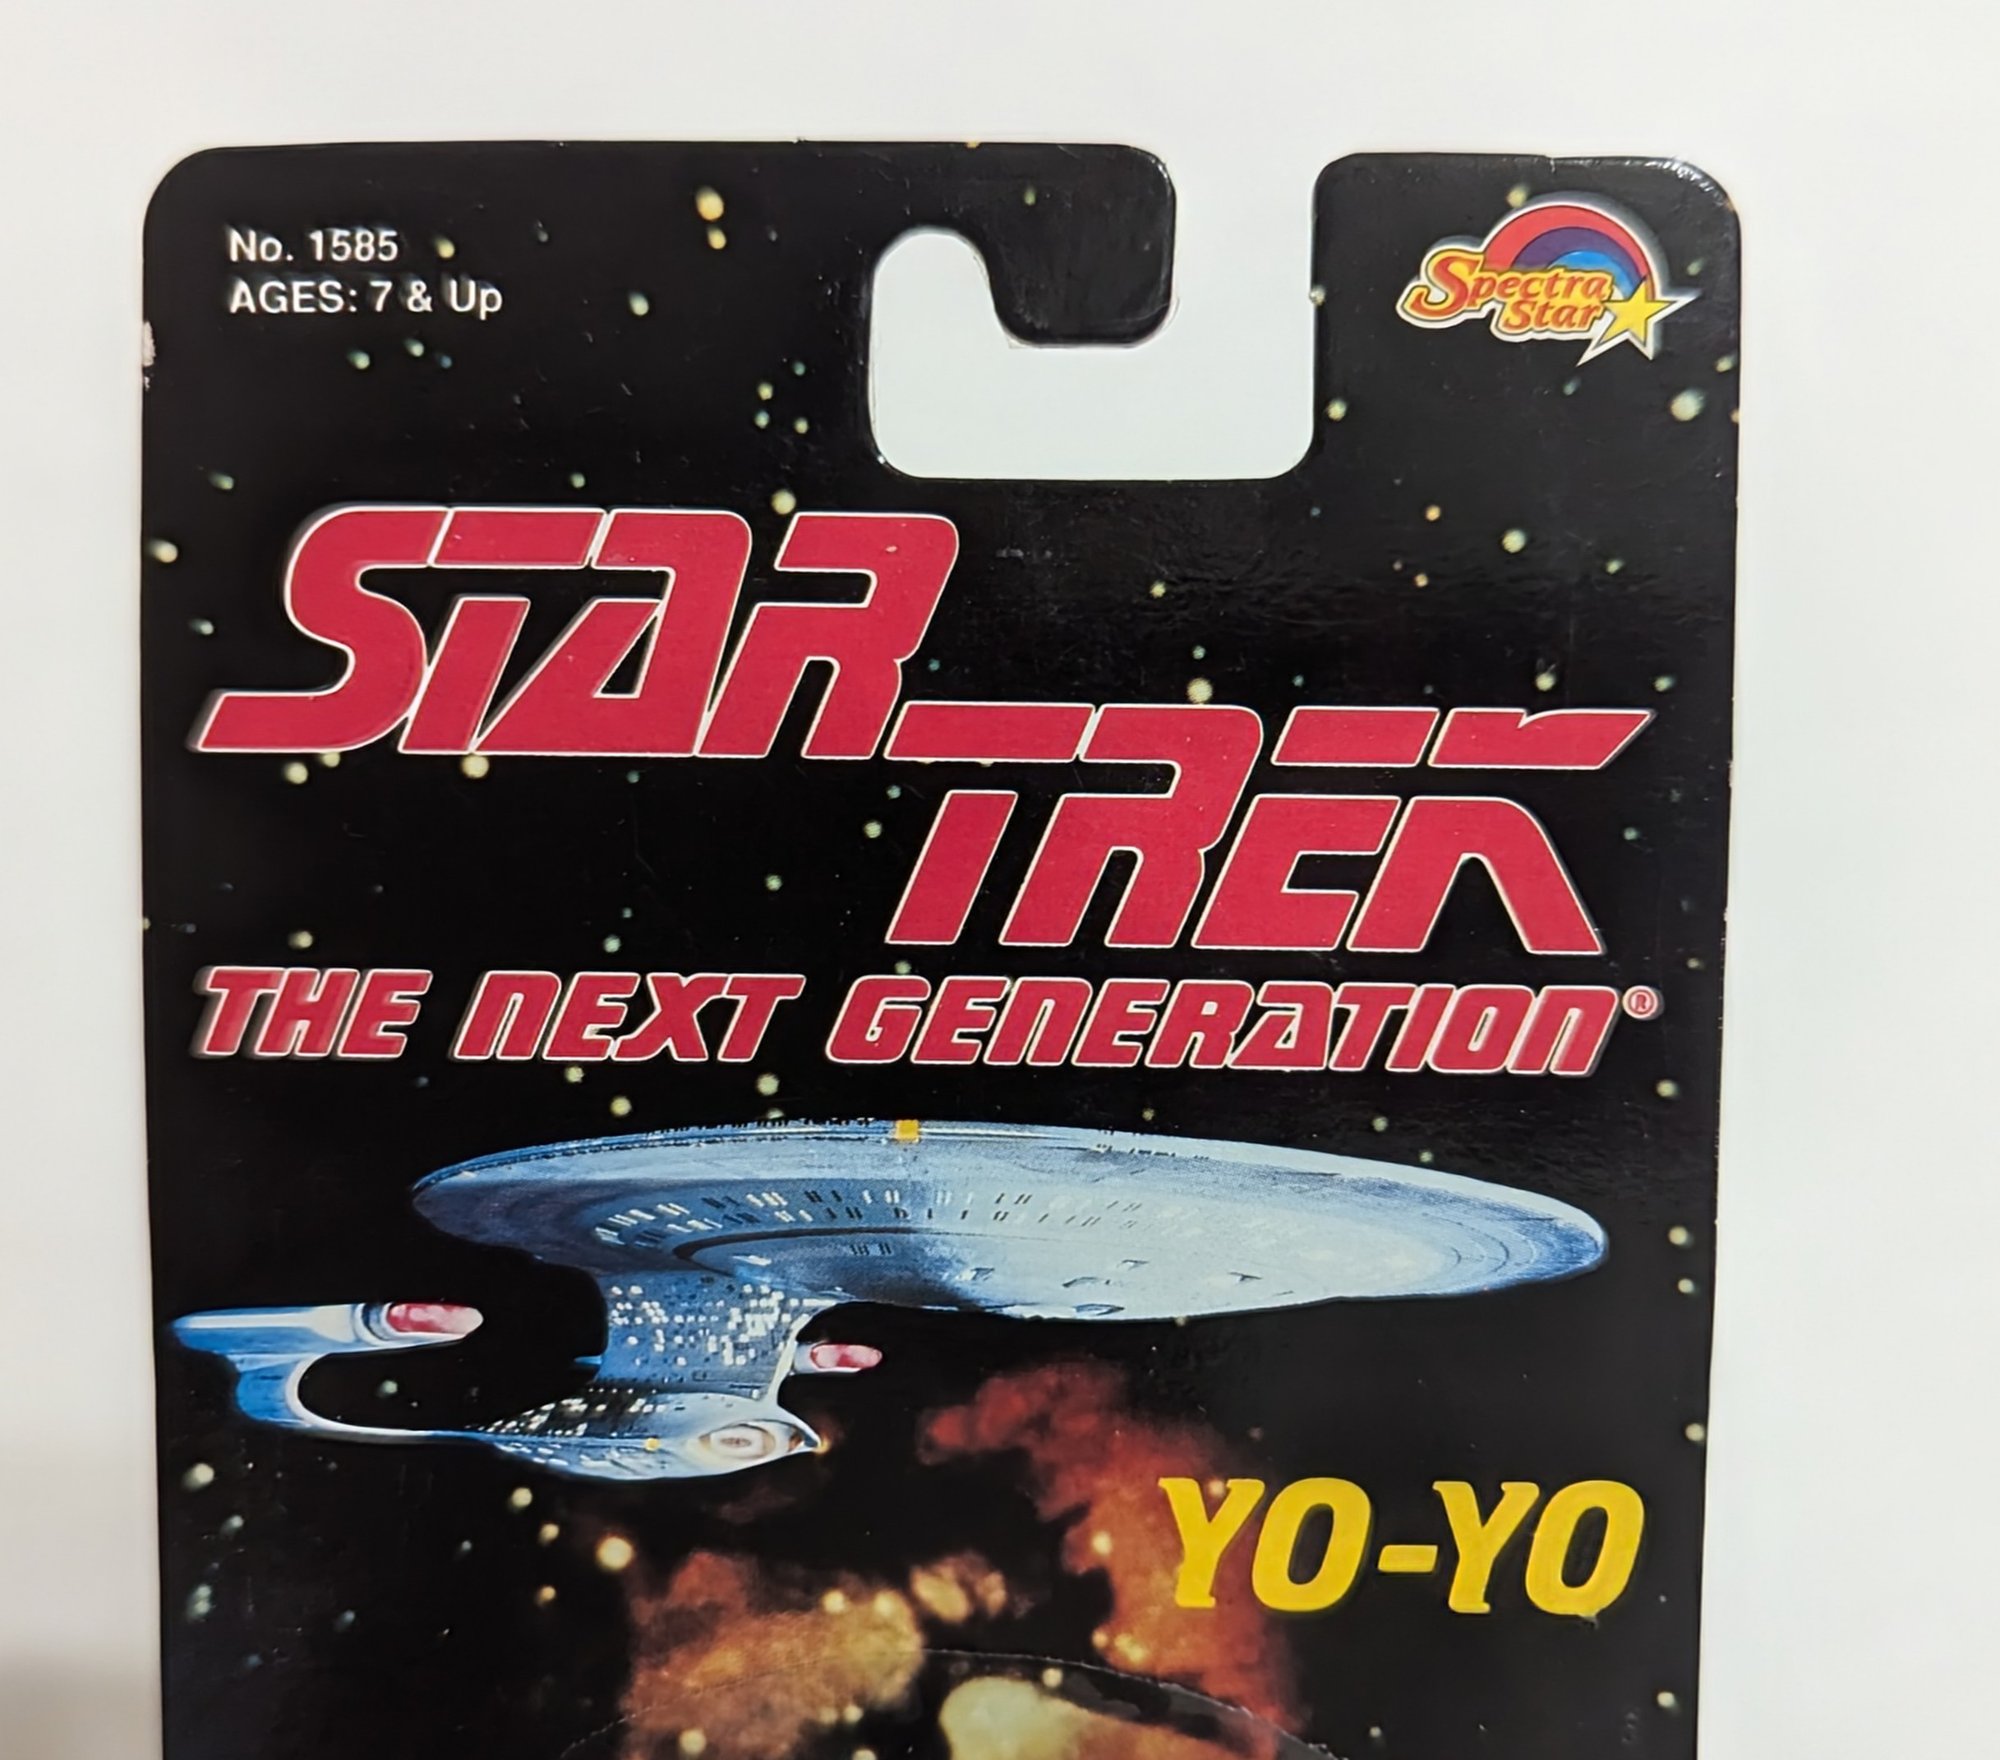 No. 1585
AGES: 7 & Up
Spectra
Star
STAR
TREK
THE NEXT GENERATION®
YO-YO